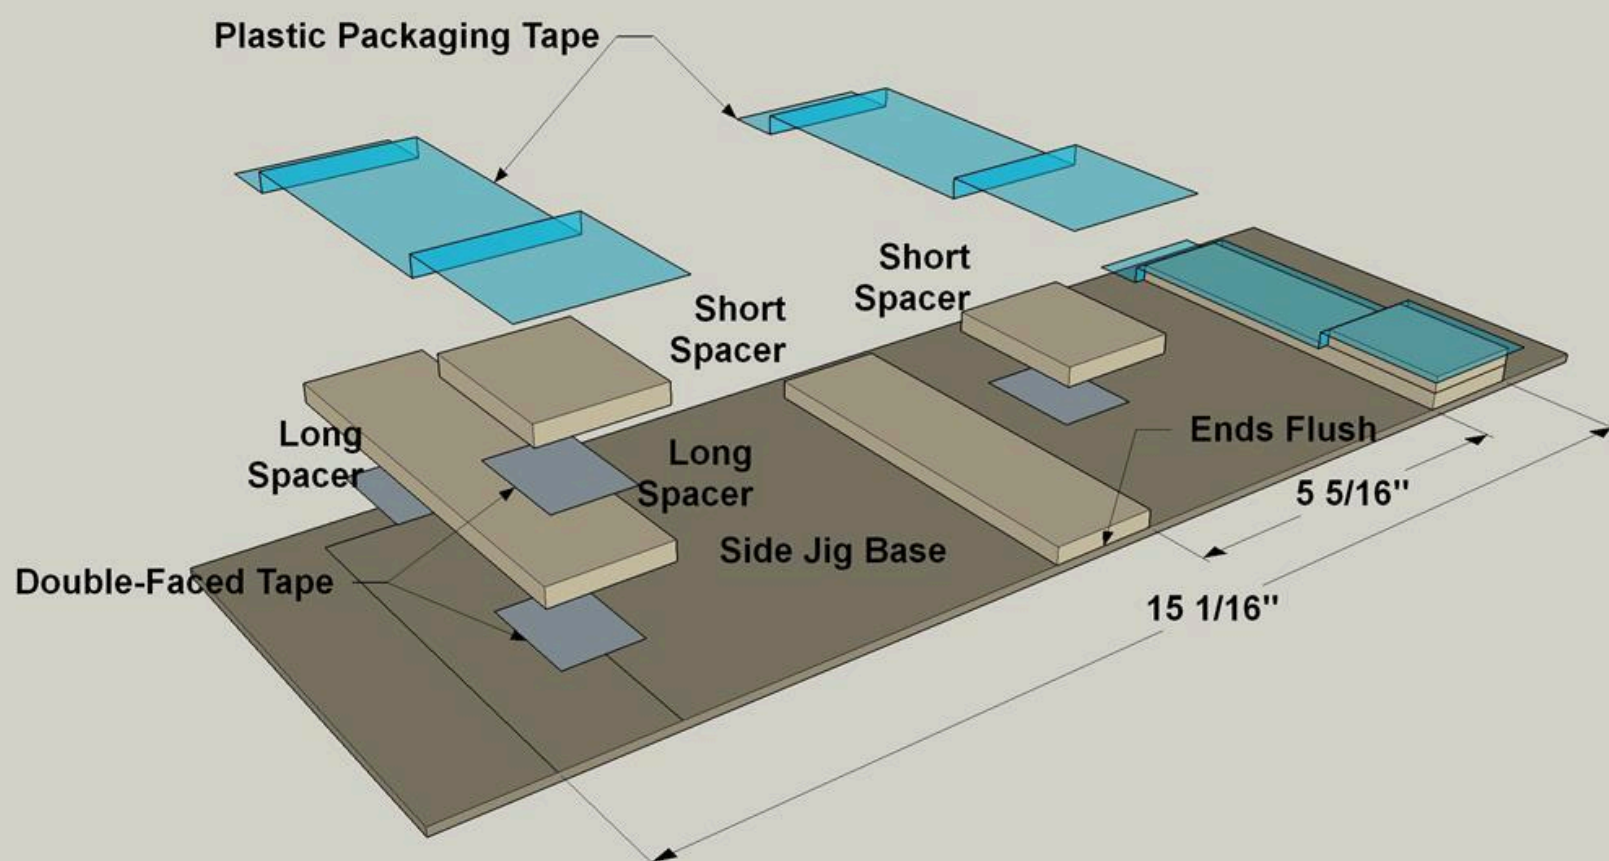 Plastic Packaging Tape
Short
Spacer
Short
Spacer
Long
Spacer
Long
Spacer
Ends Flush
5 5/16"
Side Jig Base
Double-Faced Tape
15 1/16"